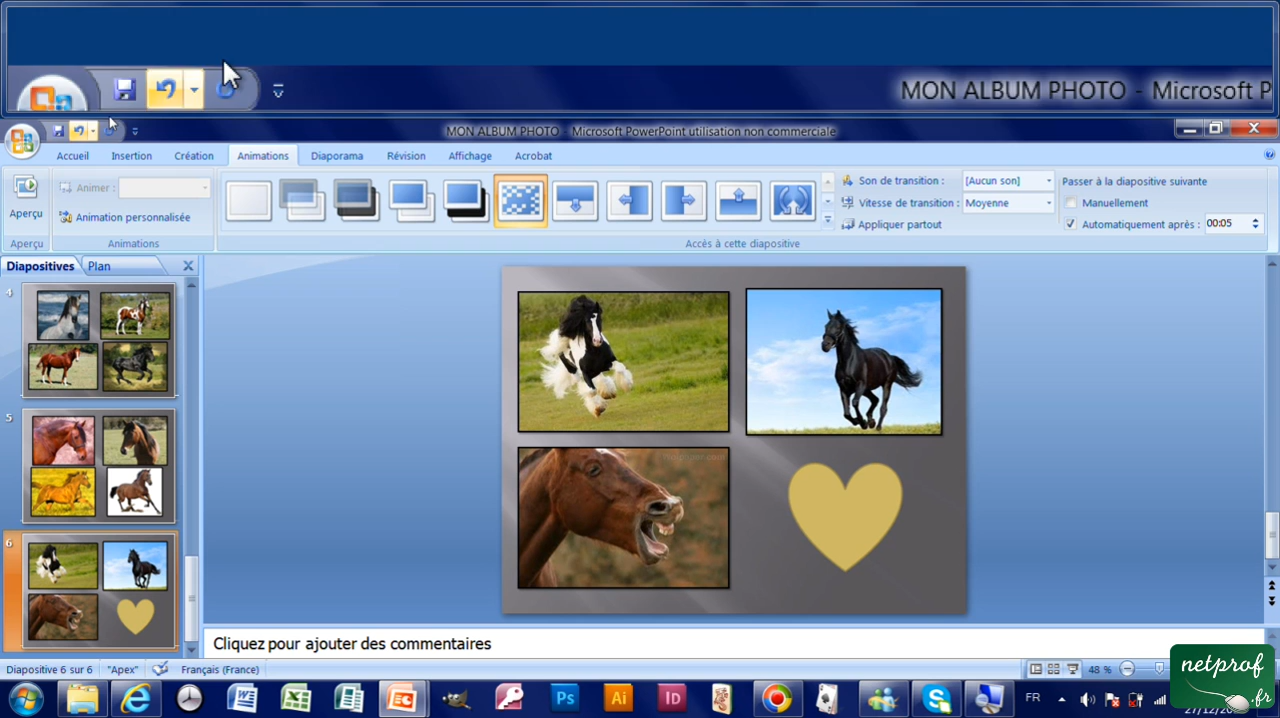 MON ALBUM PHOTO - Microsoft P
MON ALBUM PHOTO - Microsoft PowerPoint utilisation non commerciale
Accueil Insertion Création Animations Diaporama Révision Affichage Acrobat
Aperçu
Animer :
Animation personnalisée
Son de transition : [Aucun son]
Vitesse de transition : Moyenne
Appliquer partout
Passer à la diapositive suivante
Manuellement
Automatiquement après : 00:05
Aperçu Animations Accès à cette diapositive
Diapositives Plan
4
5
6
Cliquez pour ajouter des commentaires
Diapositive 6 sur 6 "Apex" Français (France) 48 %
Ps Ai Id FR
netprof
.fr